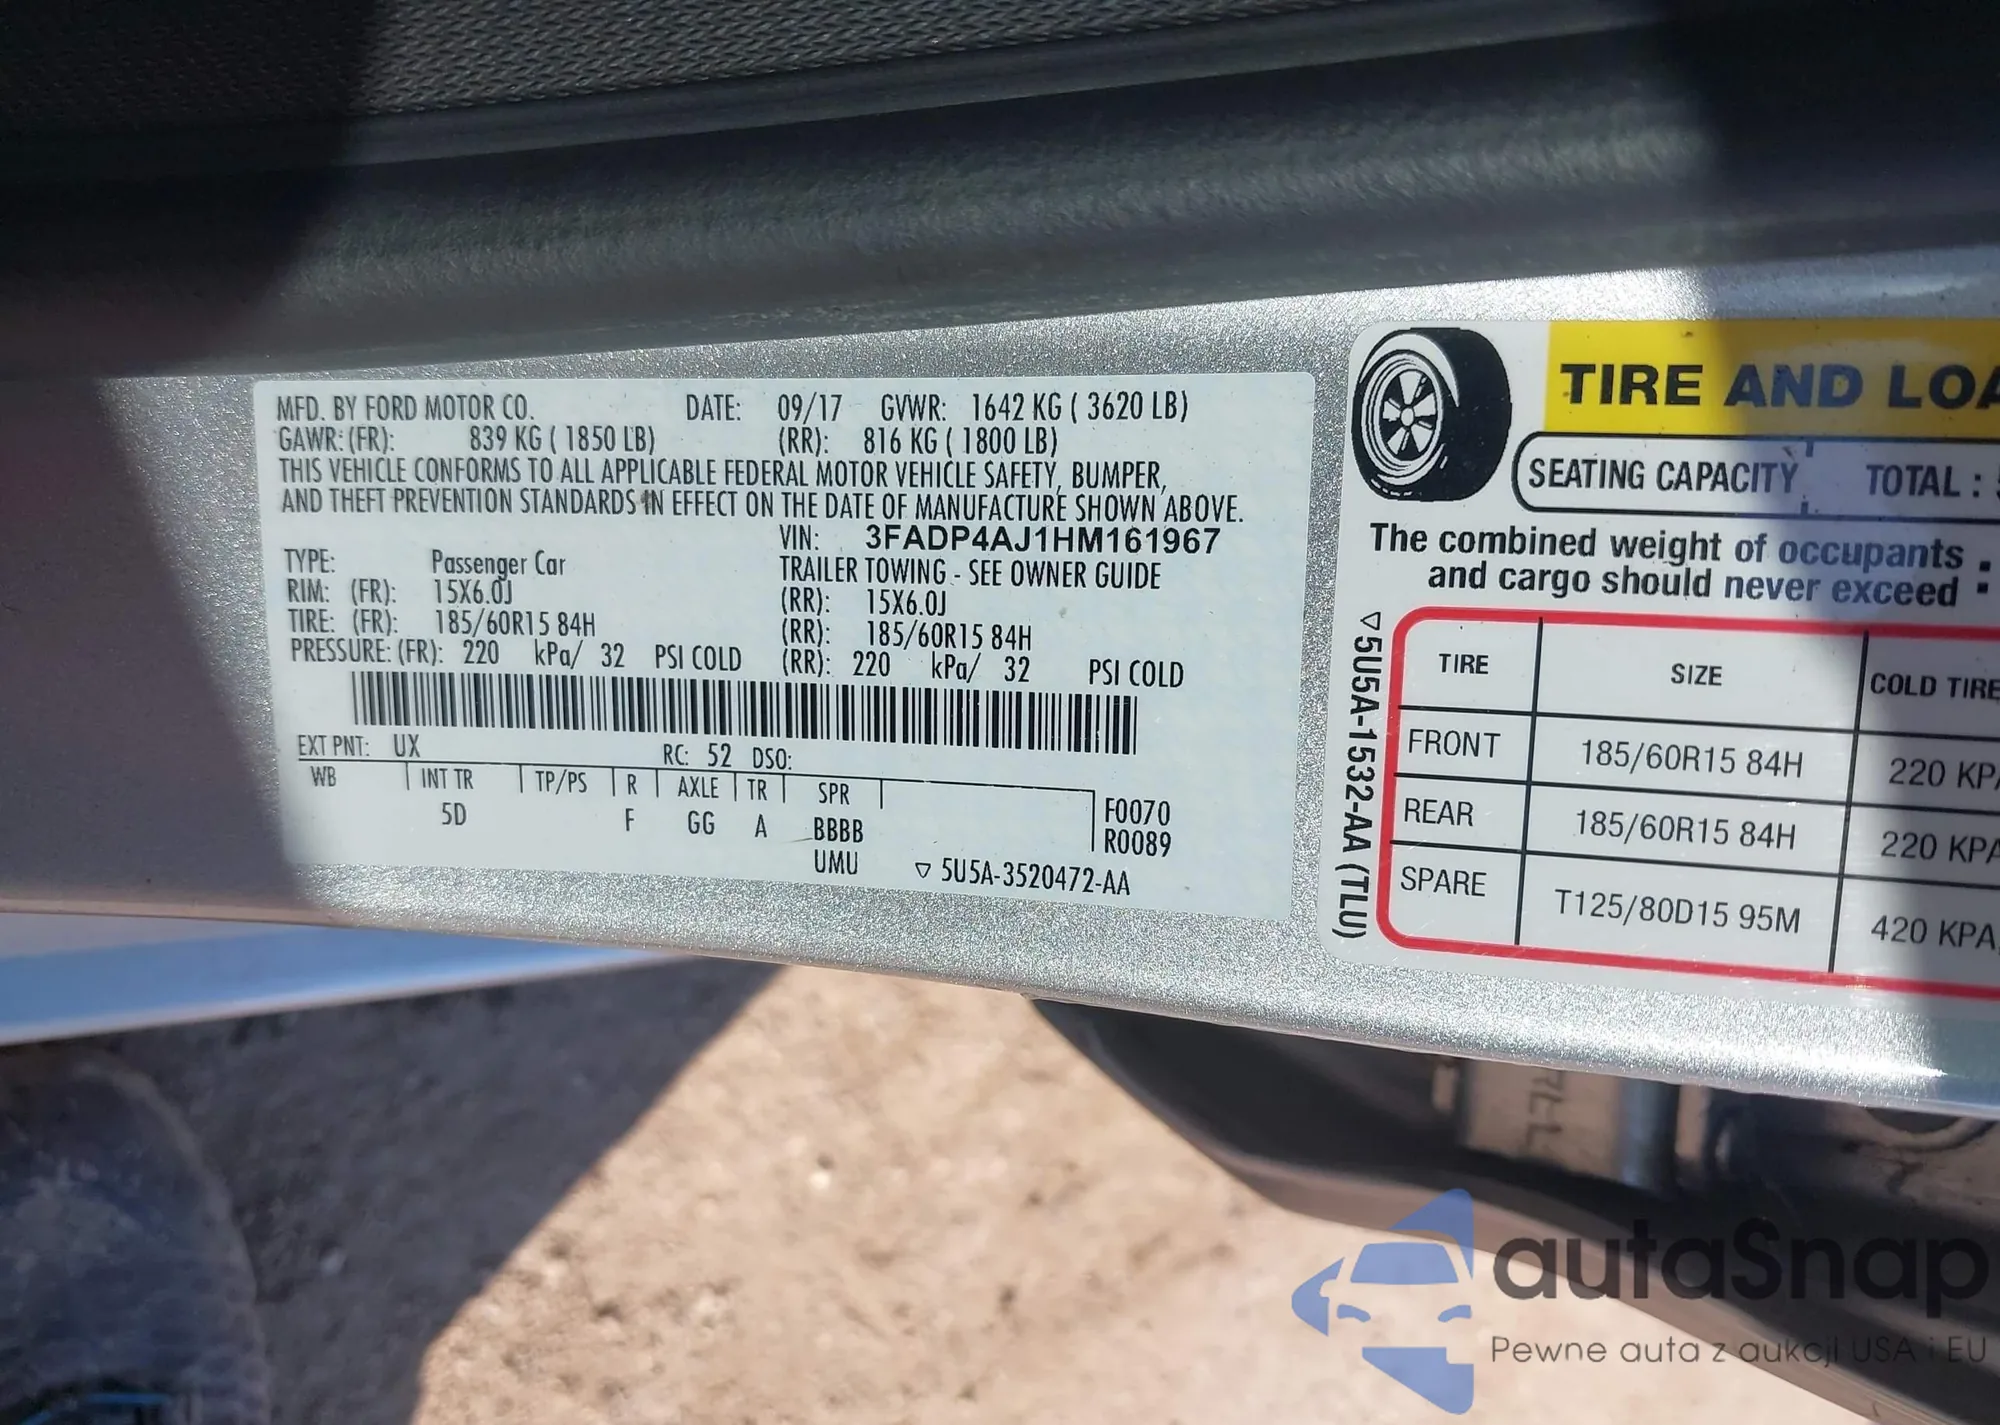 MFD. BY FORD MOTOR CO. DATE: 09/17 GVWR: 1642 KG ( 3620 LB)
GAWR: (FR): 839 KG ( 1850 LB) (RR): 816 KG ( 1800 LB)
THIS VEHICLE CONFORMS TO ALL APPLICABLE FEDERAL MOTOR VEHICLE SAFETY, BUMPER,
AND THEFT PREVENTION STANDARDS IN EFFECT ON THE DATE OF MANUFACTURE SHOWN ABOVE.
VIN: 3FADP4AJ1HM161967
TYPE: Passenger Car TRAILER TOWING - SEE OWNER GUIDE
RIM: (FR): 15X6.0J (RR): 15X6.0J
TIRE: (FR): 185/60R15 84H (RR): 185/60R15 84H
PRESSURE: (FR): 220 kPa/ 32 PSI COLD (RR): 220 kPa/ 32 PSI COLD
EXT PNT: UX RC: 52 DSO:
WB INT TR TP/PS R AXLE TR SPR F0070
5D F GG A BBBB R0089
UMU ▽ 5U5A-3520472-AA
TIRE AND LOA
SEATING CAPACITY TOTAL :
The combined weight of occupants :
and cargo should never exceed :
▽5U5A-1532-AA (TLU)
TIRE SIZE COLD TIRE
FRONT 185/60R15 84H 220 KPA
REAR 185/60R15 84H 220 KPA
SPARE T125/80D15 95M 420 KPA
autaSnap
Pewne auta z aukcji USA i EU